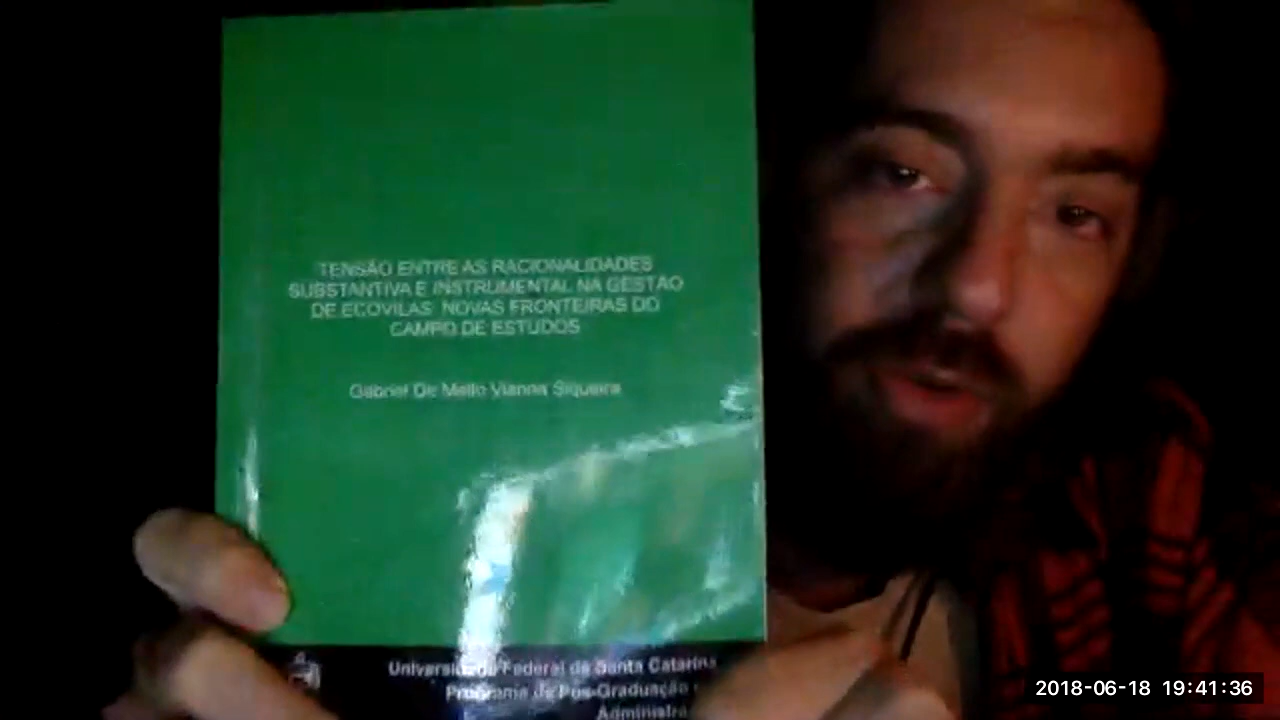 TENSÃO ENTRE AS RACIONALIDADES
SUBSTANTIVA E INSTRUMENTAL NA GESTÃO
DE ECOVILAS: NOVAS FRONTEIRAS DO
CAMPO DE ESTUDOS
Gabriel De Mello Vianna Siqueira
Universidade Federal de Santa Catarina
Programa de Pós-Graduação
2018-06-18 19:41:36